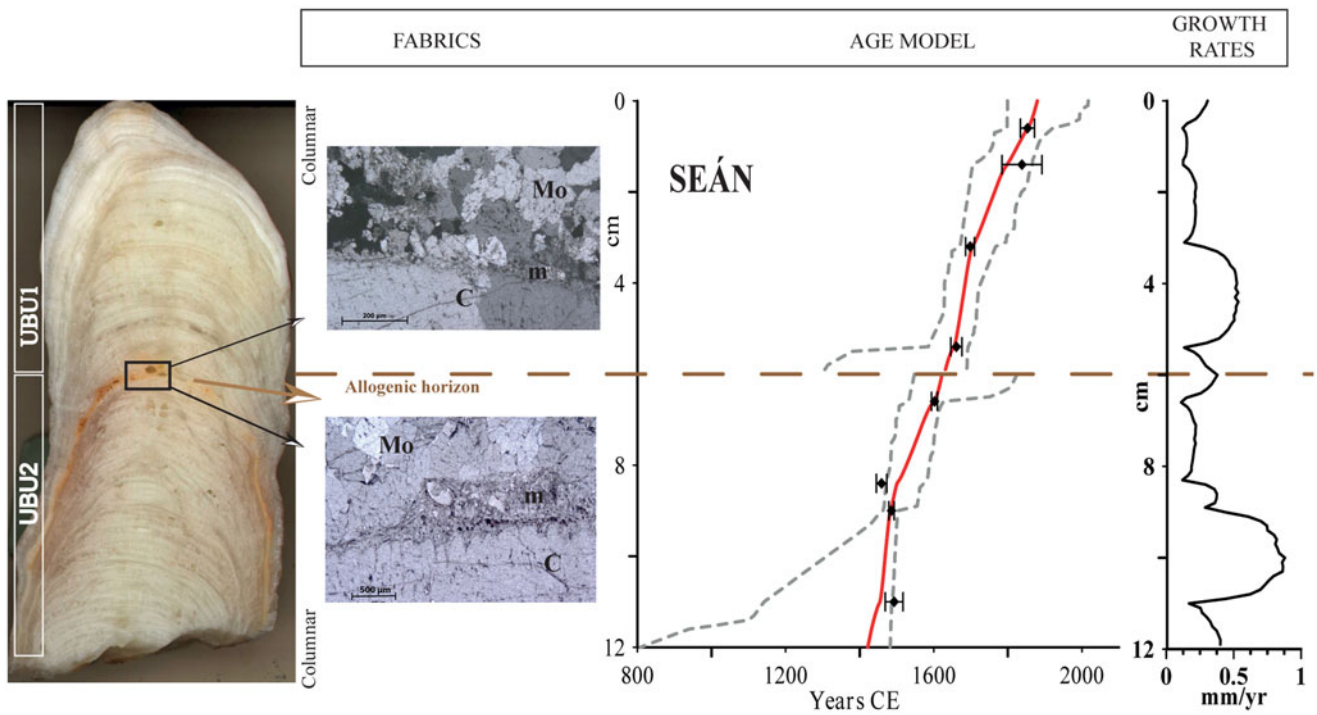 FABRICS
AGE MODEL
GROWTH
RATES
UBU1
UBU2
Columnar
Columnar
Mo
m
C
200 µm
Allogenic horizon
Mo
m
C
500 µm
SEÁN
0
cm
4
8
12
800
1200
1600
2000
Years CE
0
4
cm
8
12
0
0.5
1
mm/yr